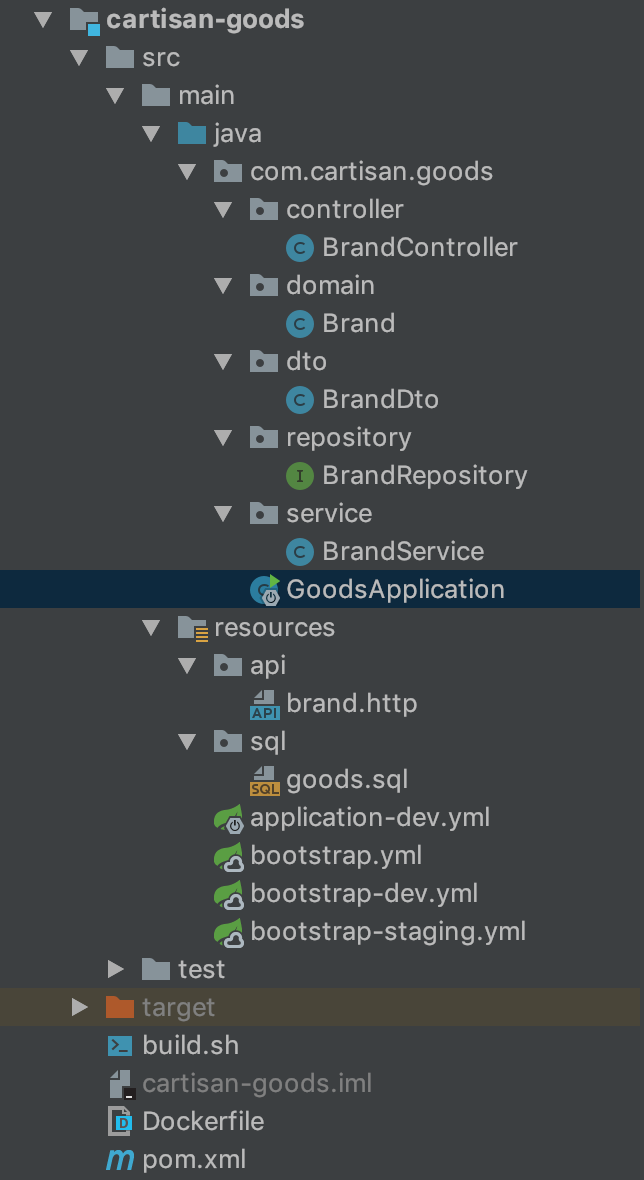 cartisan-goods
src
main
java
com.cartisan.goods
controller
C BrandController
domain
C Brand
dto
C BrandDto
repository
I BrandRepository
service
C BrandService
C GoodsApplication
resources
api
API brand.http
sql
SQL goods.sql
application-dev.yml
bootstrap.yml
bootstrap-dev.yml
bootstrap-staging.yml
test
target
build.sh
cartisan-goods.iml
D Dockerfile
m pom.xml